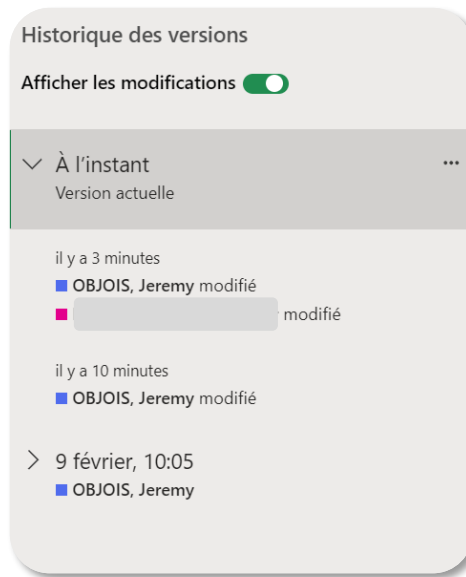 Historique des versions
Afficher les modifications
À l'instant
Version actuelle
il y a 3 minutes
OBJOIS, Jeremy modifié
modifié
il y a 10 minutes
OBJOIS, Jeremy modifié
9 février, 10:05
OBJOIS, Jeremy